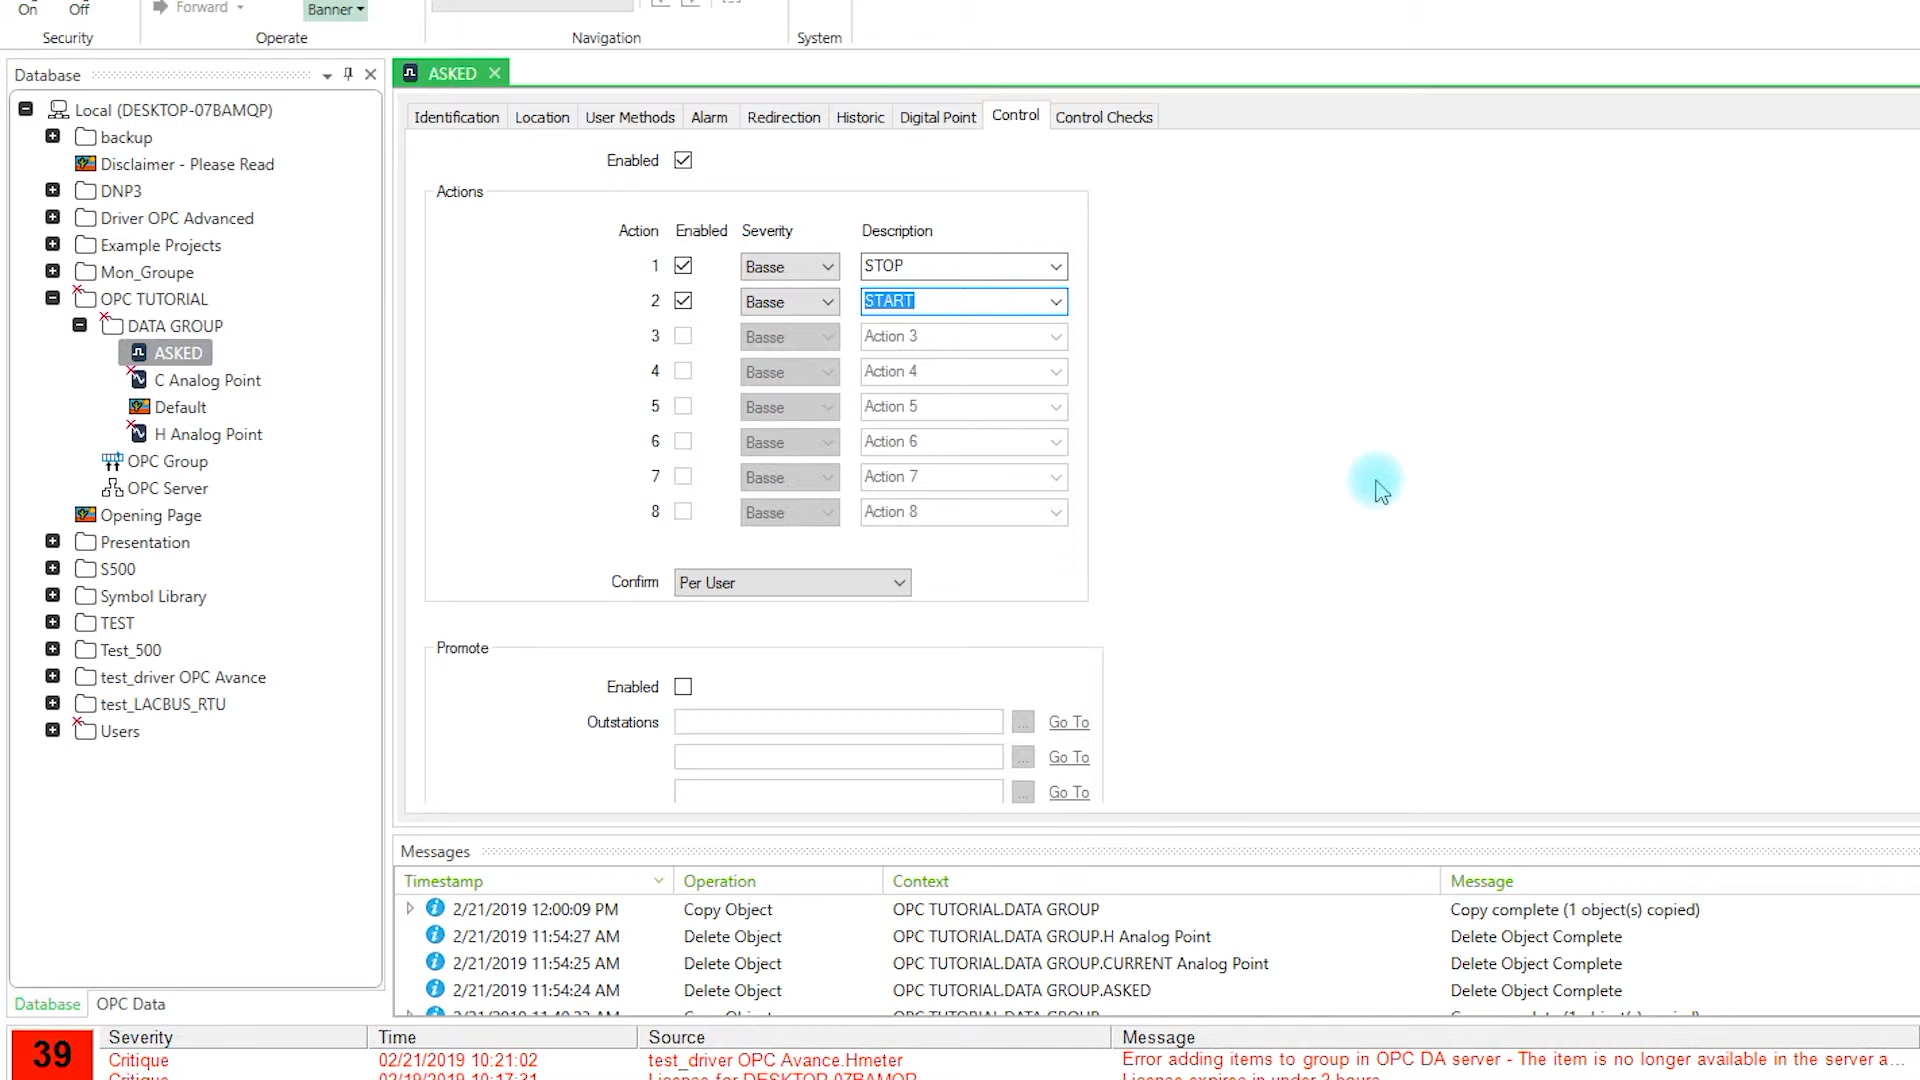 On Off
Forward
Banner
Security
Operate
Navigation
System
Database
Local (DESKTOP-07BAMQP)
backup
Disclaimer - Please Read
DNP3
Driver OPC Advanced
Example Projects
Mon_Groupe
OPC TUTORIAL
DATA GROUP
ASKED
C Analog Point
Default
H Analog Point
OPC Group
OPC Server
Opening Page
Presentation
S500
Symbol Library
TEST
Test_500
test_driver OPC Avance
test_LACBUS_RTU
Users
Database OPC Data
ASKED
Identification Location User Methods Alarm Redirection Historic Digital Point Control Control Checks
Enabled
Actions
Action Enabled Severity Description
1 Basse STOP
2 Basse START
3 Basse Action 3
4 Basse Action 4
5 Basse Action 5
6 Basse Action 6
7 Basse Action 7
8 Basse Action 8
Confirm Per User
Promote
Enabled
Outstations ... Go To
... Go To
... Go To
Messages
Timestamp Operation Context Message
2/21/2019 12:00:09 PM Copy Object OPC TUTORIAL.DATA GROUP Copy complete (1 object(s) copied)
2/21/2019 11:54:27 AM Delete Object OPC TUTORIAL.DATA GROUP.H Analog Point Delete Object Complete
2/21/2019 11:54:25 AM Delete Object OPC TUTORIAL.DATA GROUP.CURRENT Analog Point Delete Object Complete
2/21/2019 11:54:24 AM Delete Object OPC TUTORIAL.DATA GROUP.ASKED Delete Object Complete
39
Severity Time Source Message
Critique 02/21/2019 10:21:02 test_driver OPC Avance.Hmeter Error adding items to group in OPC DA server - The item is no longer available in the server a...
Critique 02/19/2019 10:17:31 License for DESKTOP-07BAMQP License expires in under 2 hours